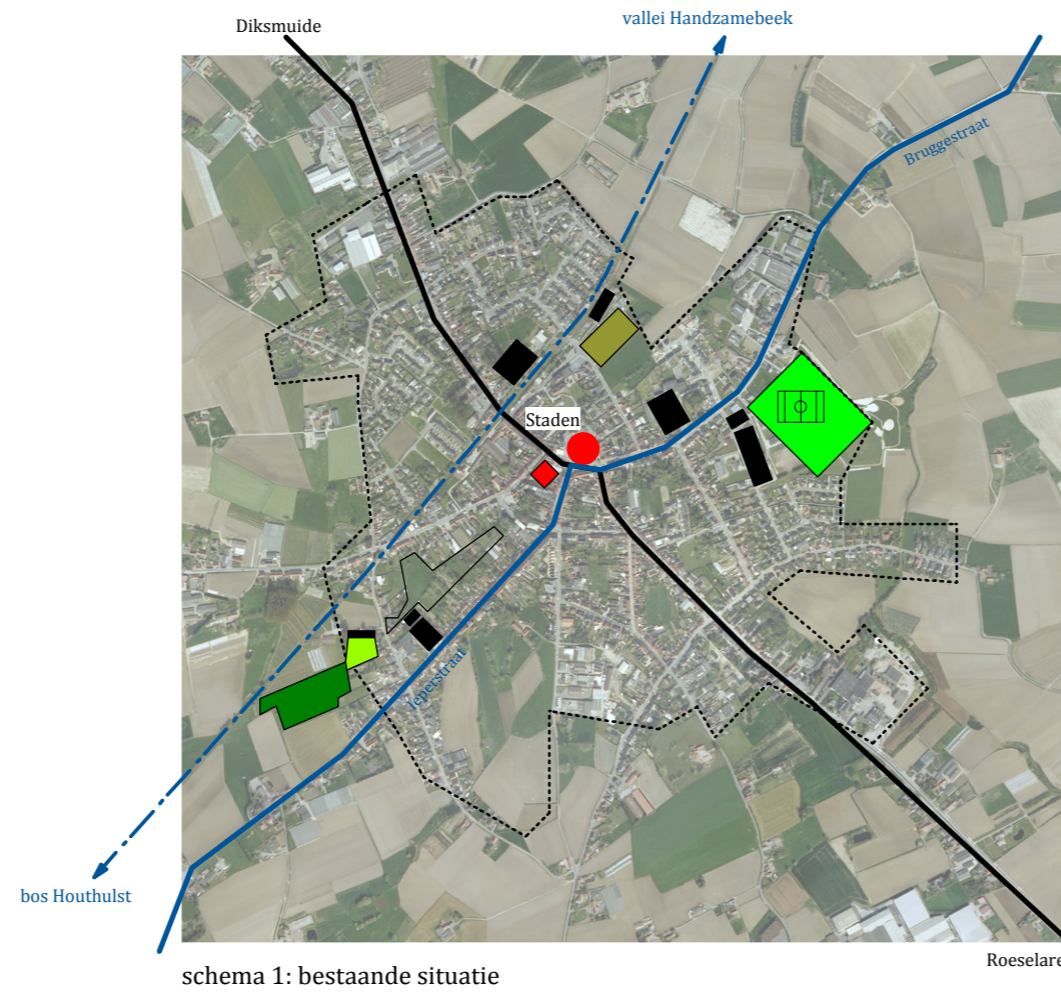 vallei Handzamebeek
Diksmuide
Bruggestraat
Staden
Ieperstraat
bos Houthulst
Roeselare
schema 1: bestaande situatie